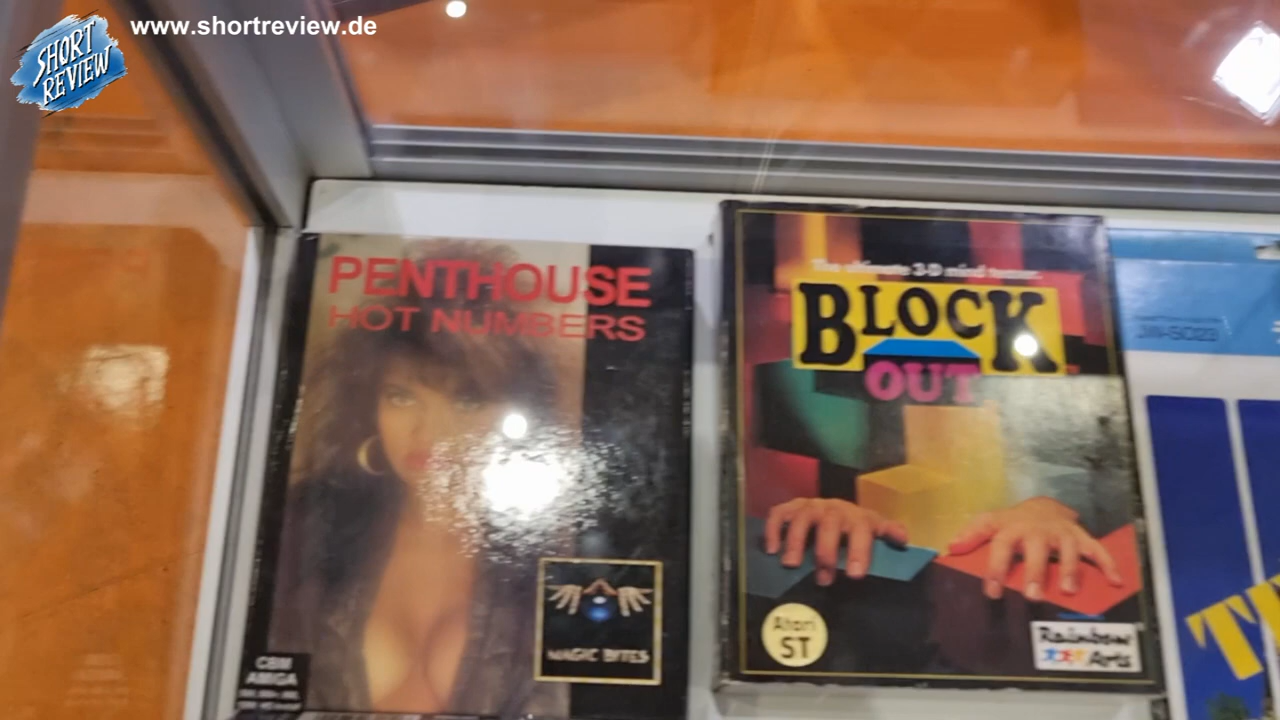 SHORT
REVIEW
www.shortreview.de
PENTHOUSE
HOT NUMBERS
MAGIC BYTES
CBM
AMIGA
The ultimate 3-D mind teaser.
BLOCK
OUT
Atari
ST
Rainbow
Arts